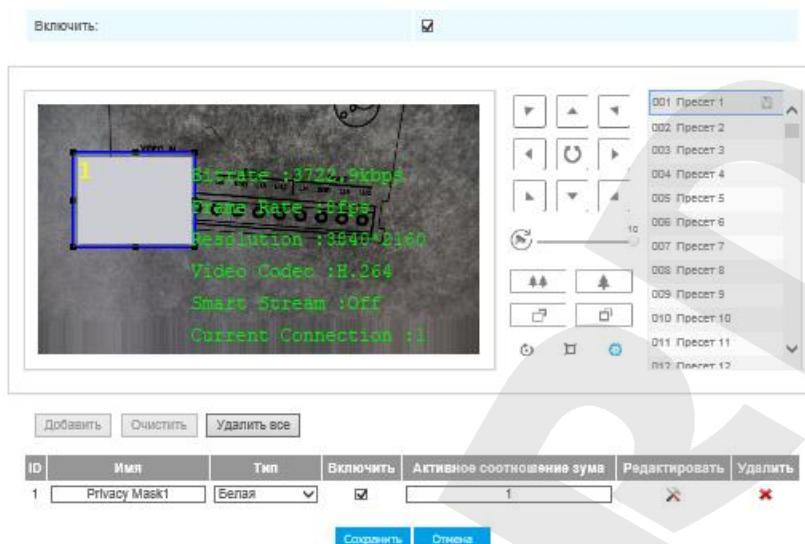 Включить:
1
Bitrate :3722.9kbps
Frame Rate :8fps
Resolution :3840*2160
Video Codec :H.264
Smart Stream :Off
Current Connection :1
10
001 Пресет 1
002 Пресет 2
003 Пресет 3
004 Пресет 4
005 Пресет 5
006 Пресет 6
007 Пресет 7
008 Пресет 8
009 Пресет 9
010 Пресет 10
011 Пресет 11
012 Пресет 12
Добавить Очистить Удалить все
ID Имя Тип Включить Активное соотношение зума Редактировать Удалить
1 Privacy Mask1 Белая 1
Сохранить Отмена